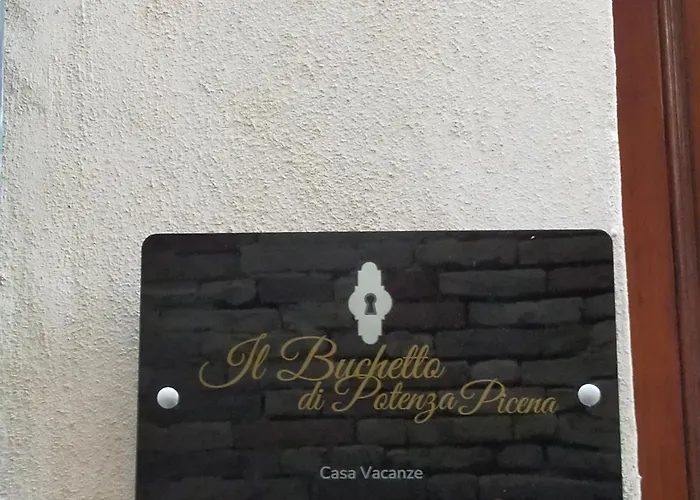 Il Buchetto
di Potenza Picena
Casa Vacanze